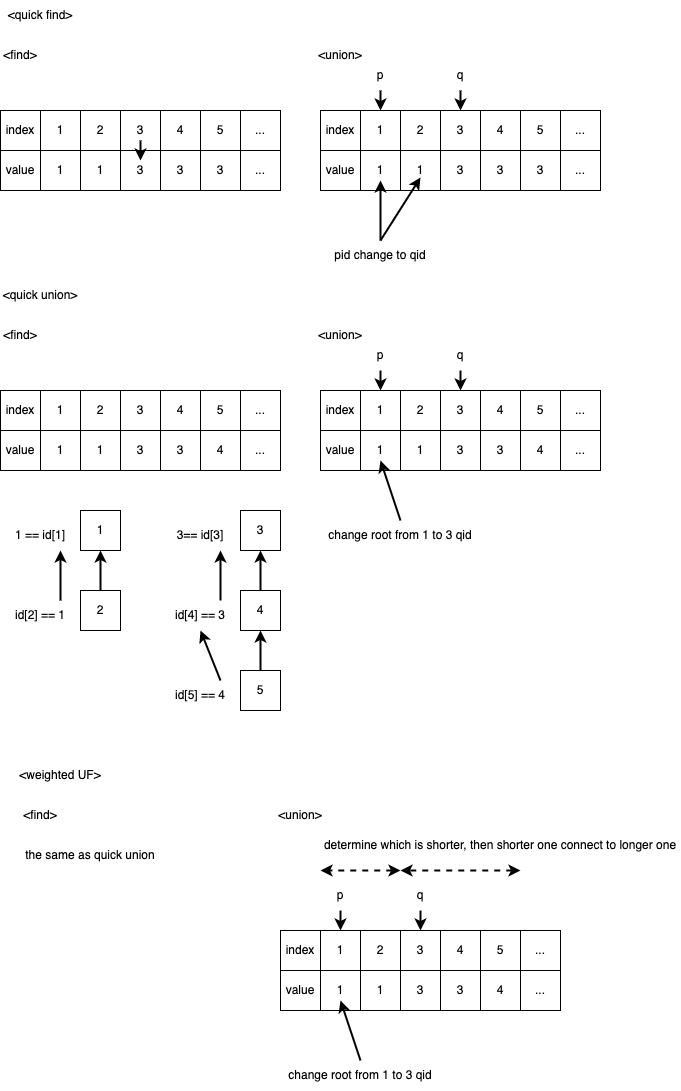 <quick find>
<find>
<union>
p q
index 1 2 3 4 5 ...
value 1 1 3 3 3 ...
index 1 2 3 4 5 ...
value 1 1 3 3 3 ...
pid change to qid
<quick union>
<find>
<union>
p q
index 1 2 3 4 5 ...
value 1 1 3 3 4 ...
index 1 2 3 4 5 ...
value 1 1 3 3 4 ...
change root from 1 to 3 qid
1 == id[1] 1
id[2] == 1 2
3== id[3] 3
id[4] == 3 4
id[5] == 4 5
<weighted UF>
<find>
the same as quick union
<union>
determine which is shorter, then shorter one connect to longer one
p q
index 1 2 3 4 5 ...
value 1 1 3 3 4 ...
change root from 1 to 3 qid